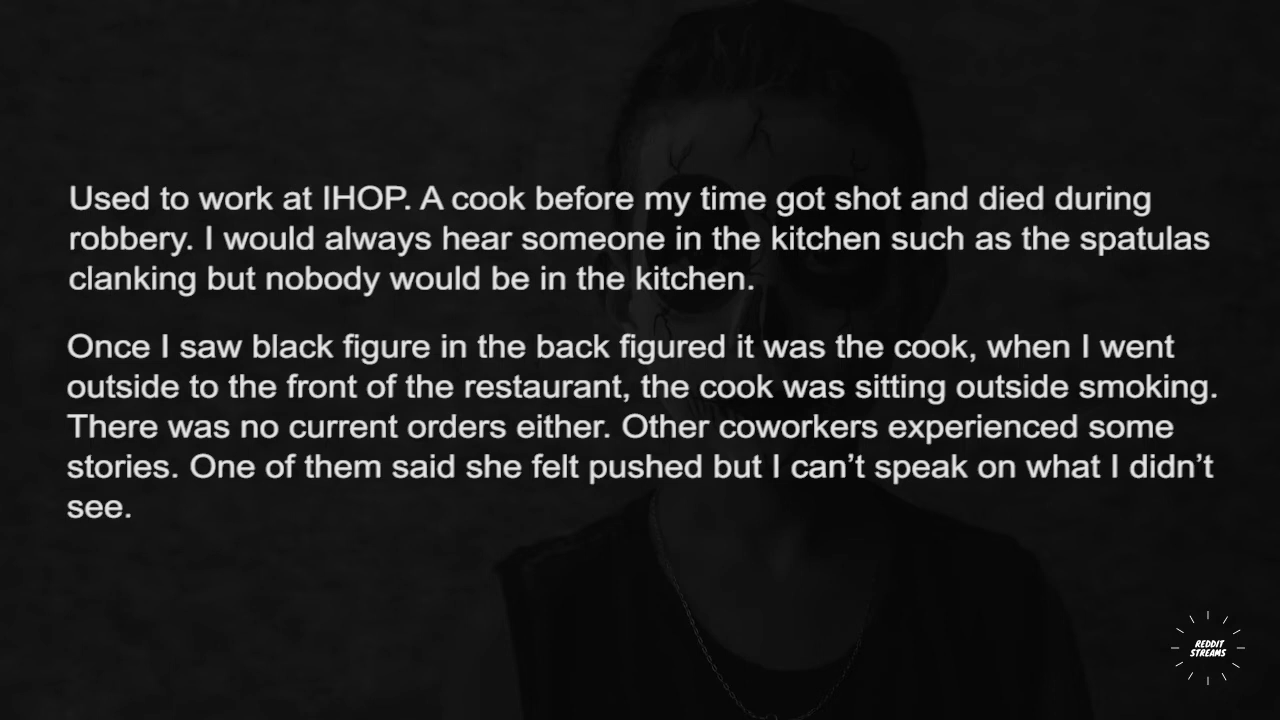 Used to work at IHOP. A cook before my time got shot and died during
robbery. I would always hear someone in the kitchen such as the spatulas
clanking but nobody would be in the kitchen.
Once I saw black figure in the back figured it was the cook, when I went
outside to the front of the restaurant, the cook was sitting outside smoking.
There was no current orders either. Other coworkers experienced some
stories. One of them said she felt pushed but I can’t speak on what I didn’t
see.
REDDIT
STREAMS